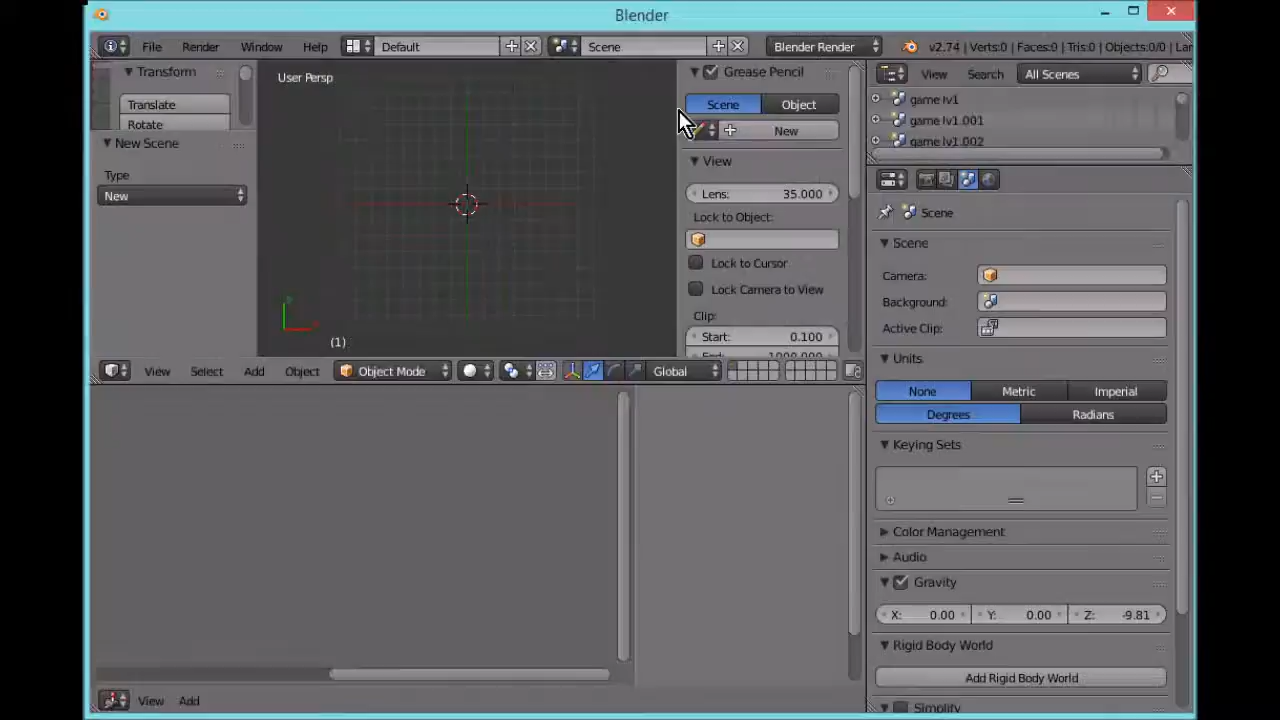 Blender
File Render Window Help Default Scene Blender Render v2.74 | Verts:0 | Faces:0 | Tris:0 | Objects:0/0 | Lar
Transform
Translate
Rotate
New Scene
Type
New
User Persp
(1)
Grease Pencil
Scene Object
New
View
Lens: 35.000
Lock to Object:
Lock to Cursor
Lock Camera to View
Clip:
Start: 0.100
End: 1000.000
View Search All Scenes
game lv1
game lv1.001
game lv1.002
Scene
Scene
Camera:
Background:
Active Clip:
Units
None Metric Imperial
Degrees Radians
Keying Sets
Color Management
Audio
Gravity
X: 0.00 Y: 0.00 Z: -9.81
Rigid Body World
Add Rigid Body World
Simplify
View Select Add Object Object Mode Global
View Add